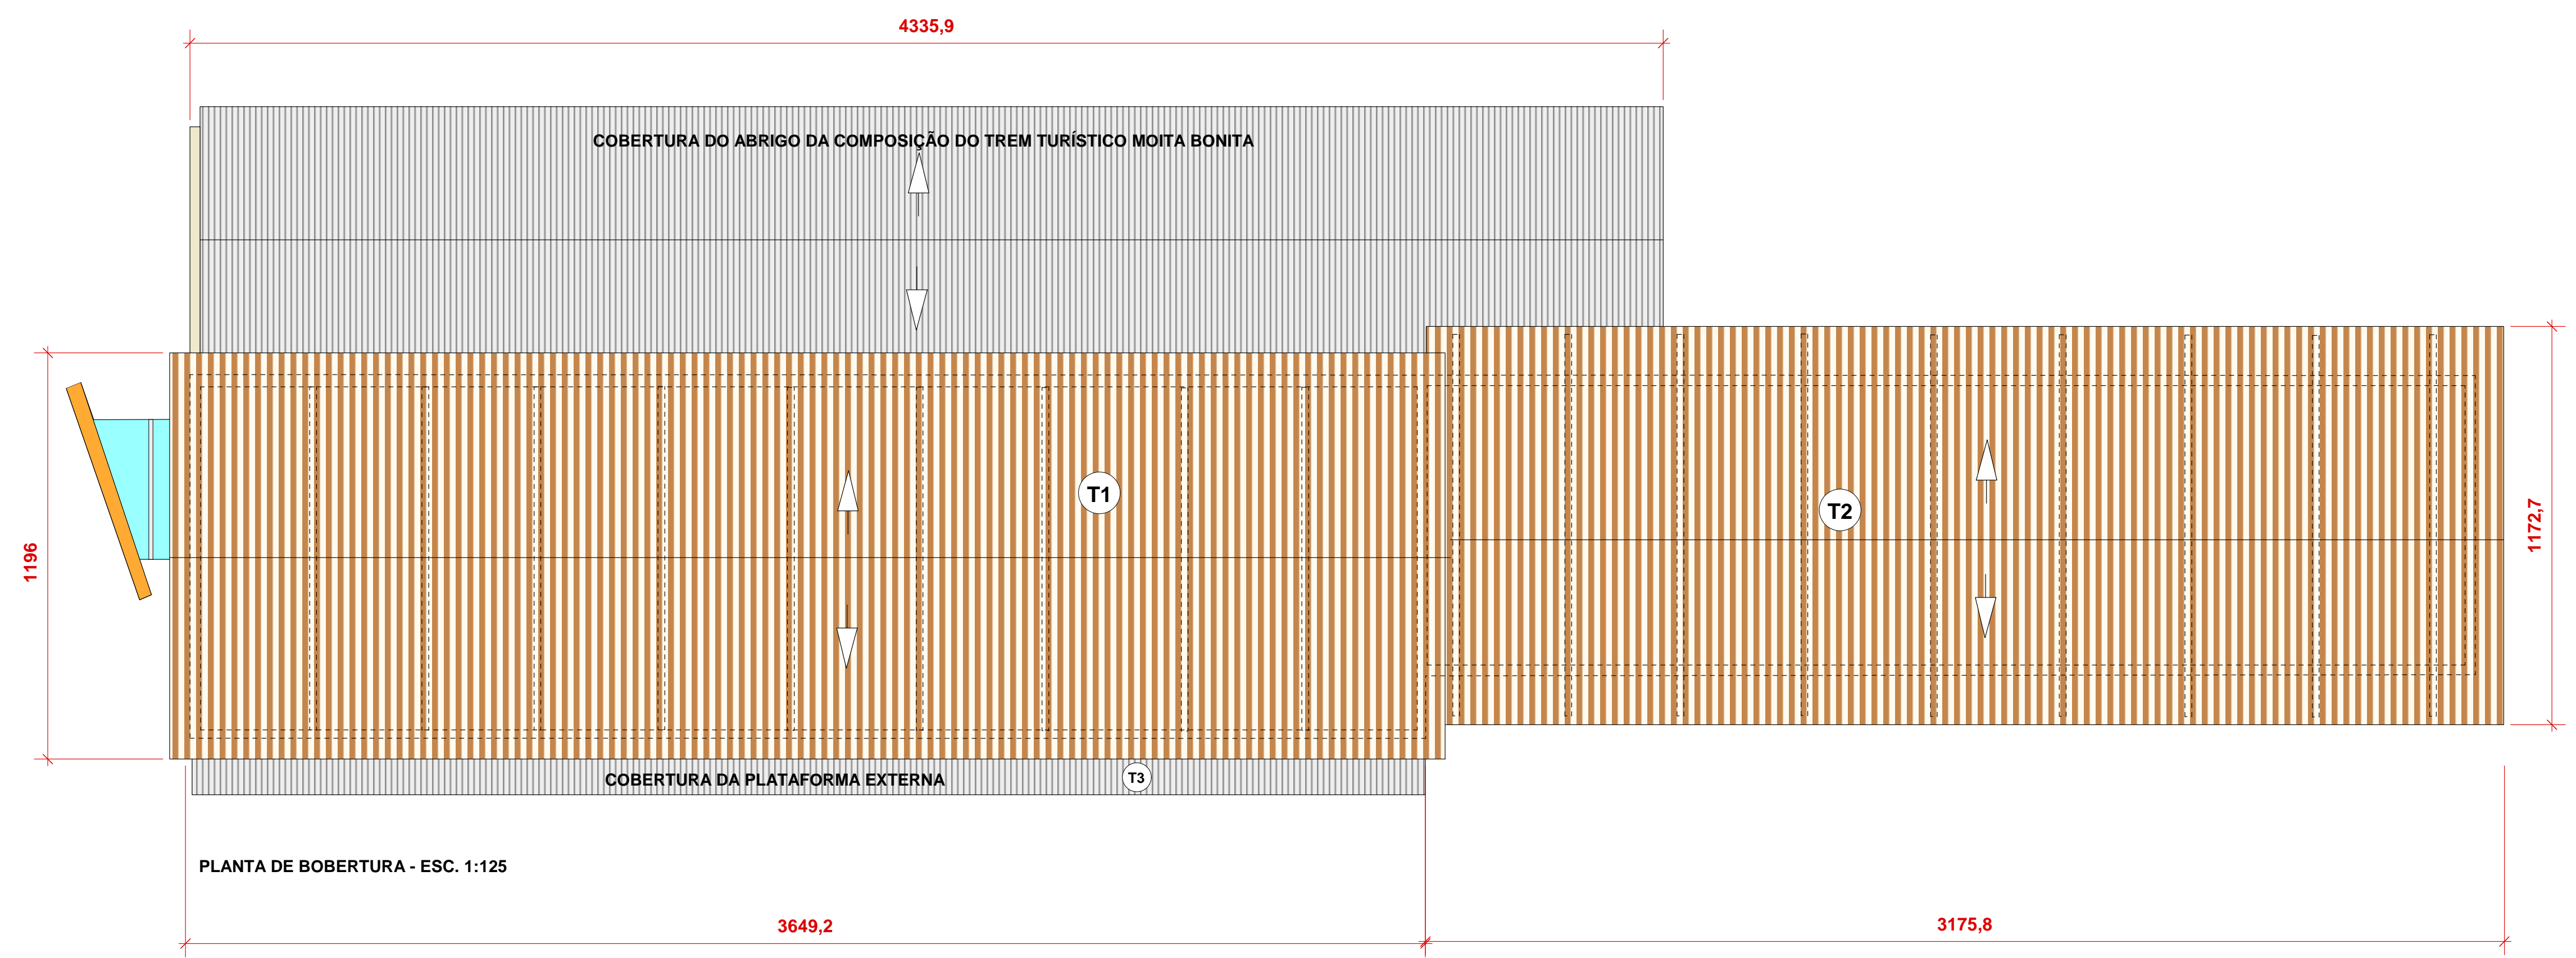 4335,9
COBERTURA DO ABRIGO DA COMPOSIÇÃO DO TREM TURÍSTICO MOITA BONITA
T1
T2
1196
1172,7
COBERTURA DA PLATAFORMA EXTERNA
T3
PLANTA DE BOBERTURA - ESC. 1:125
3649,2
3175,8